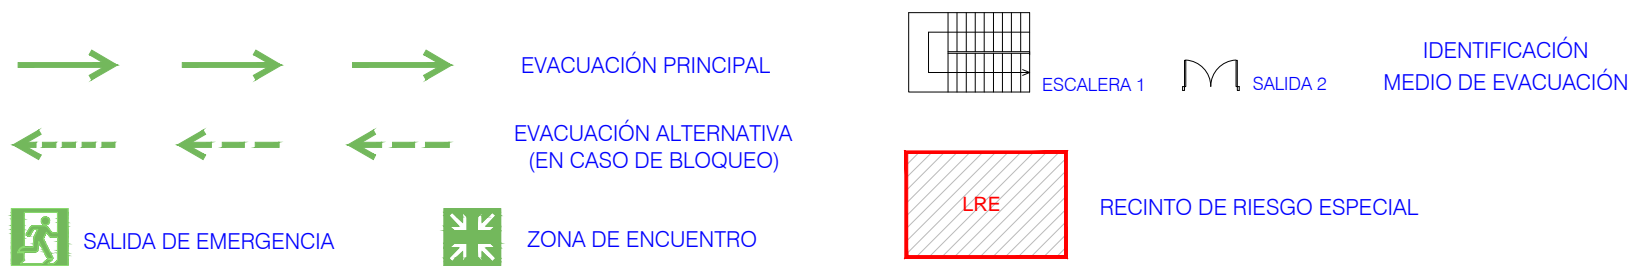 EVACUACIÓN PRINCIPAL
EVACUACIÓN ALTERNATIVA
(EN CASO DE BLOQUEO)
SALIDA DE EMERGENCIA
ZONA DE ENCUENTRO
ESCALERA 1
SALIDA 2
IDENTIFICACIÓN
MEDIO DE EVACUACIÓN
LRE
RECINTO DE RIESGO ESPECIAL